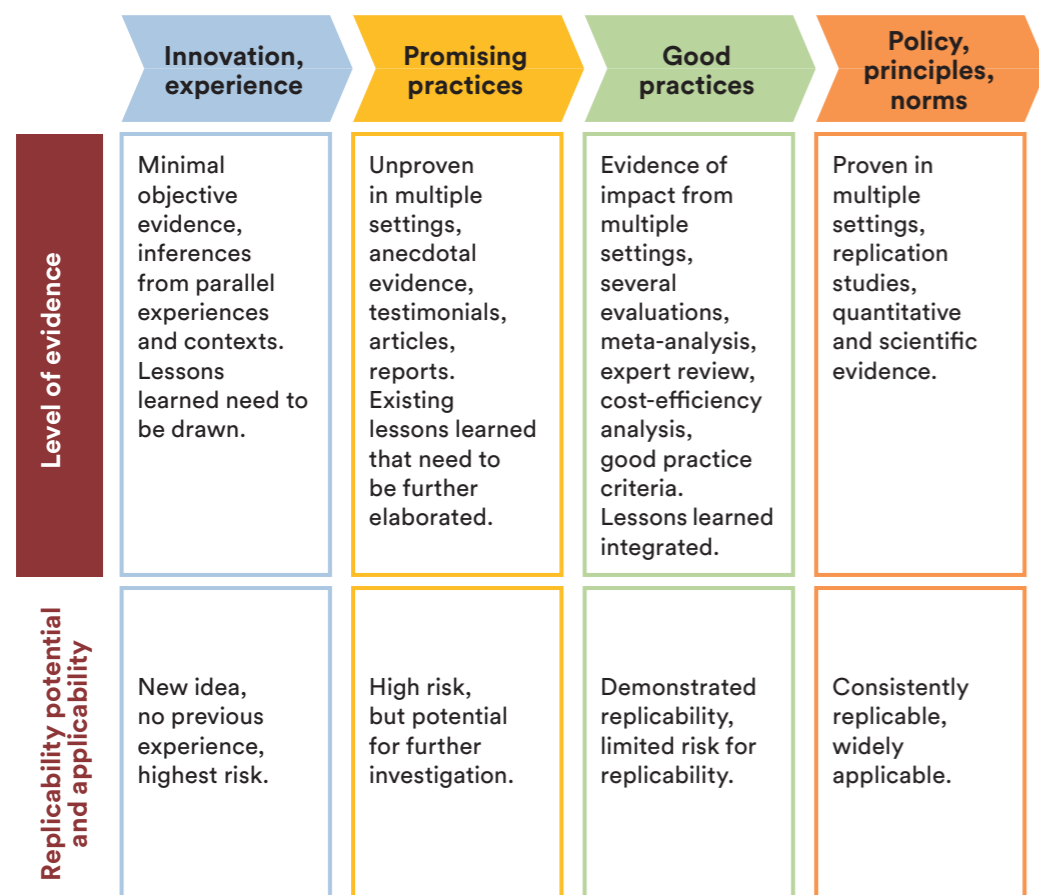 Innovation,
experience
Promising
practices
Good
practices
Policy,
principles,
norms
Level of evidence
Minimal
objective
evidence,
inferences
from parallel
experiences
and contexts.
Lessons
learned need to
be drawn.
Unproven
in multiple
settings,
anecdotal
evidence,
testimonials,
articles,
reports.
Existing
lessons learned
that need to
be further
elaborated.
Evidence of
impact from
multiple
settings,
several
evaluations,
meta-analysis,
expert review,
cost-efficiency
analysis,
good practice
criteria.
Lessons learned
integrated.
Proven in
multiple
settings,
replication
studies,
quantitative
and scientific
evidence.
Replicability potential
and applicability
New idea,
no previous
experience,
highest risk.
High risk,
but potential
for further
investigation.
Demonstrated
replicability,
limited risk for
replicability.
Consistently
replicable,
widely
applicable.